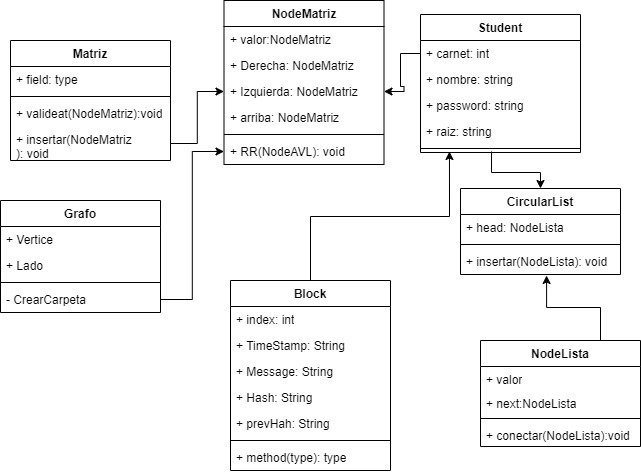 NodeMatriz
+ valor:NodeMatriz
+ Derecha: NodeMatriz
+ Izquierda: NodeMatriz
+ arriba: NodeMatriz
+ RR(NodeAVL): void
Student
+ carnet: int
+ nombre: string
+ password: string
+ raiz: string
Matriz
+ field: type
+ valideat(NodeMatriz):void
+ insertar(NodeMatriz
): void
CircularList
+ head: NodeLista
+ insertar(NodeLista): void
Grafo
+ Vertice
+ Lado
- CrearCarpeta
Block
+ index: int
+ TimeStamp: String
+ Message: String
+ Hash: String
+ prevHah: String
+ method(type): type
NodeLista
+ valor
+ next:NodeLista
+ conectar(NodeLista):void